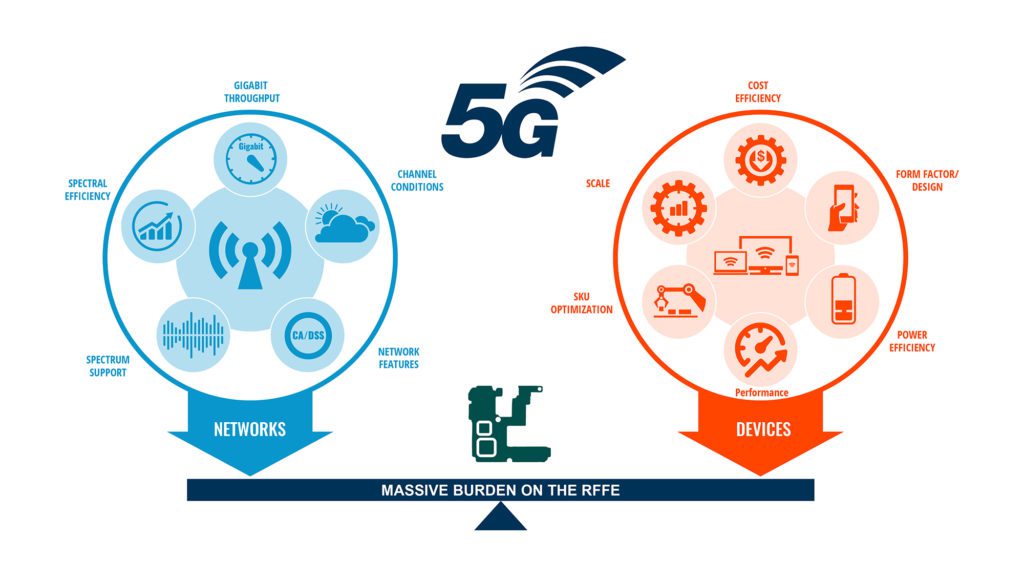 5G
GIGABIT
THROUGHPUT
Gigabit
SPECTRAL
EFFICIENCY
CHANNEL
CONDITIONS
SPECTRUM
SUPPORT
CA/DSS
NETWORK
FEATURES
NETWORKS
COST
EFFICIENCY
$
SCALE
FORM FACTOR/
DESIGN
SKU
OPTIMIZATION
POWER
EFFICIENCY
Performance
DEVICES
MASSIVE BURDEN ON THE RFFE